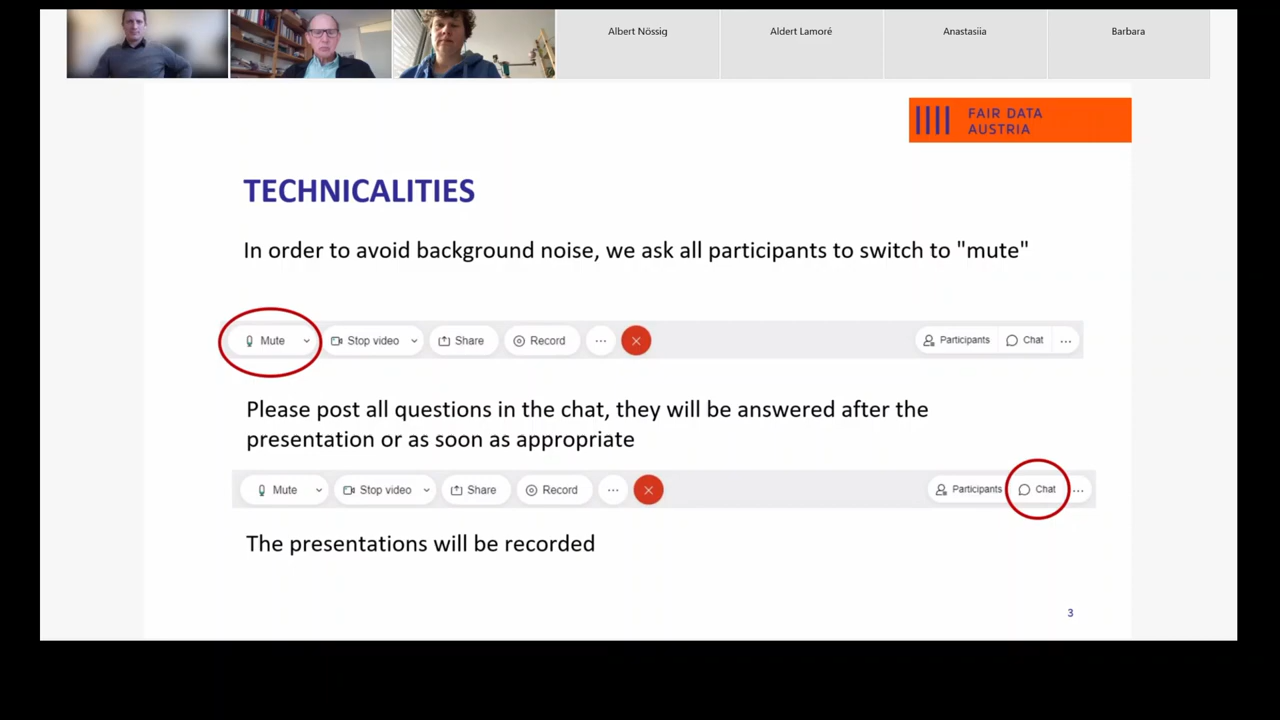 Albert Nössig
Aldert Lamoré
Anastasiia
Barbara
FAIR DATA
AUSTRIA
TECHNICALITIES
In order to avoid background noise, we ask all participants to switch to "mute"
Mute Stop video Share Record ... Participants Chat ...
Please post all questions in the chat, they will be answered after the
presentation or as soon as appropriate
Mute Stop video Share Record ... Participants Chat ...
The presentations will be recorded
3